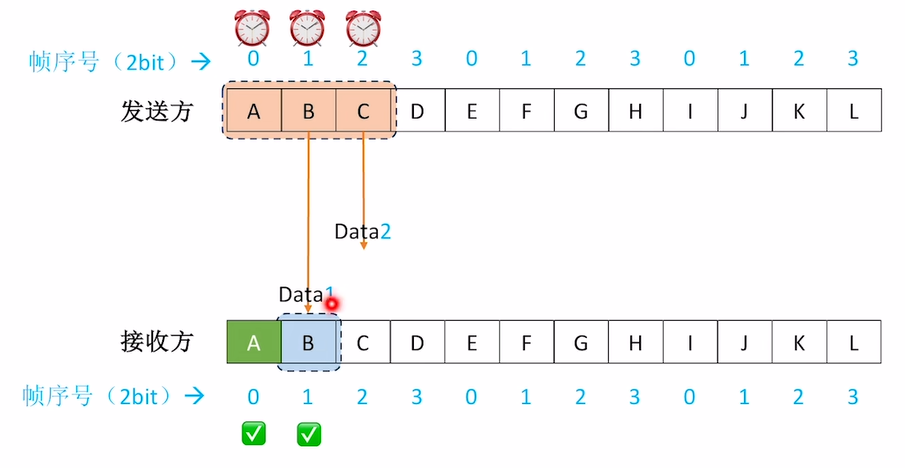 帧序号（2bit）→ 0 1 2 3 0 1 2 3 0 1 2 3
发送方 A B C D E F G H I J K L
Data2
Data1
接收方 A B C D E F G H I J K L
帧序号（2bit）→ 0 1 2 3 0 1 2 3 0 1 2 3